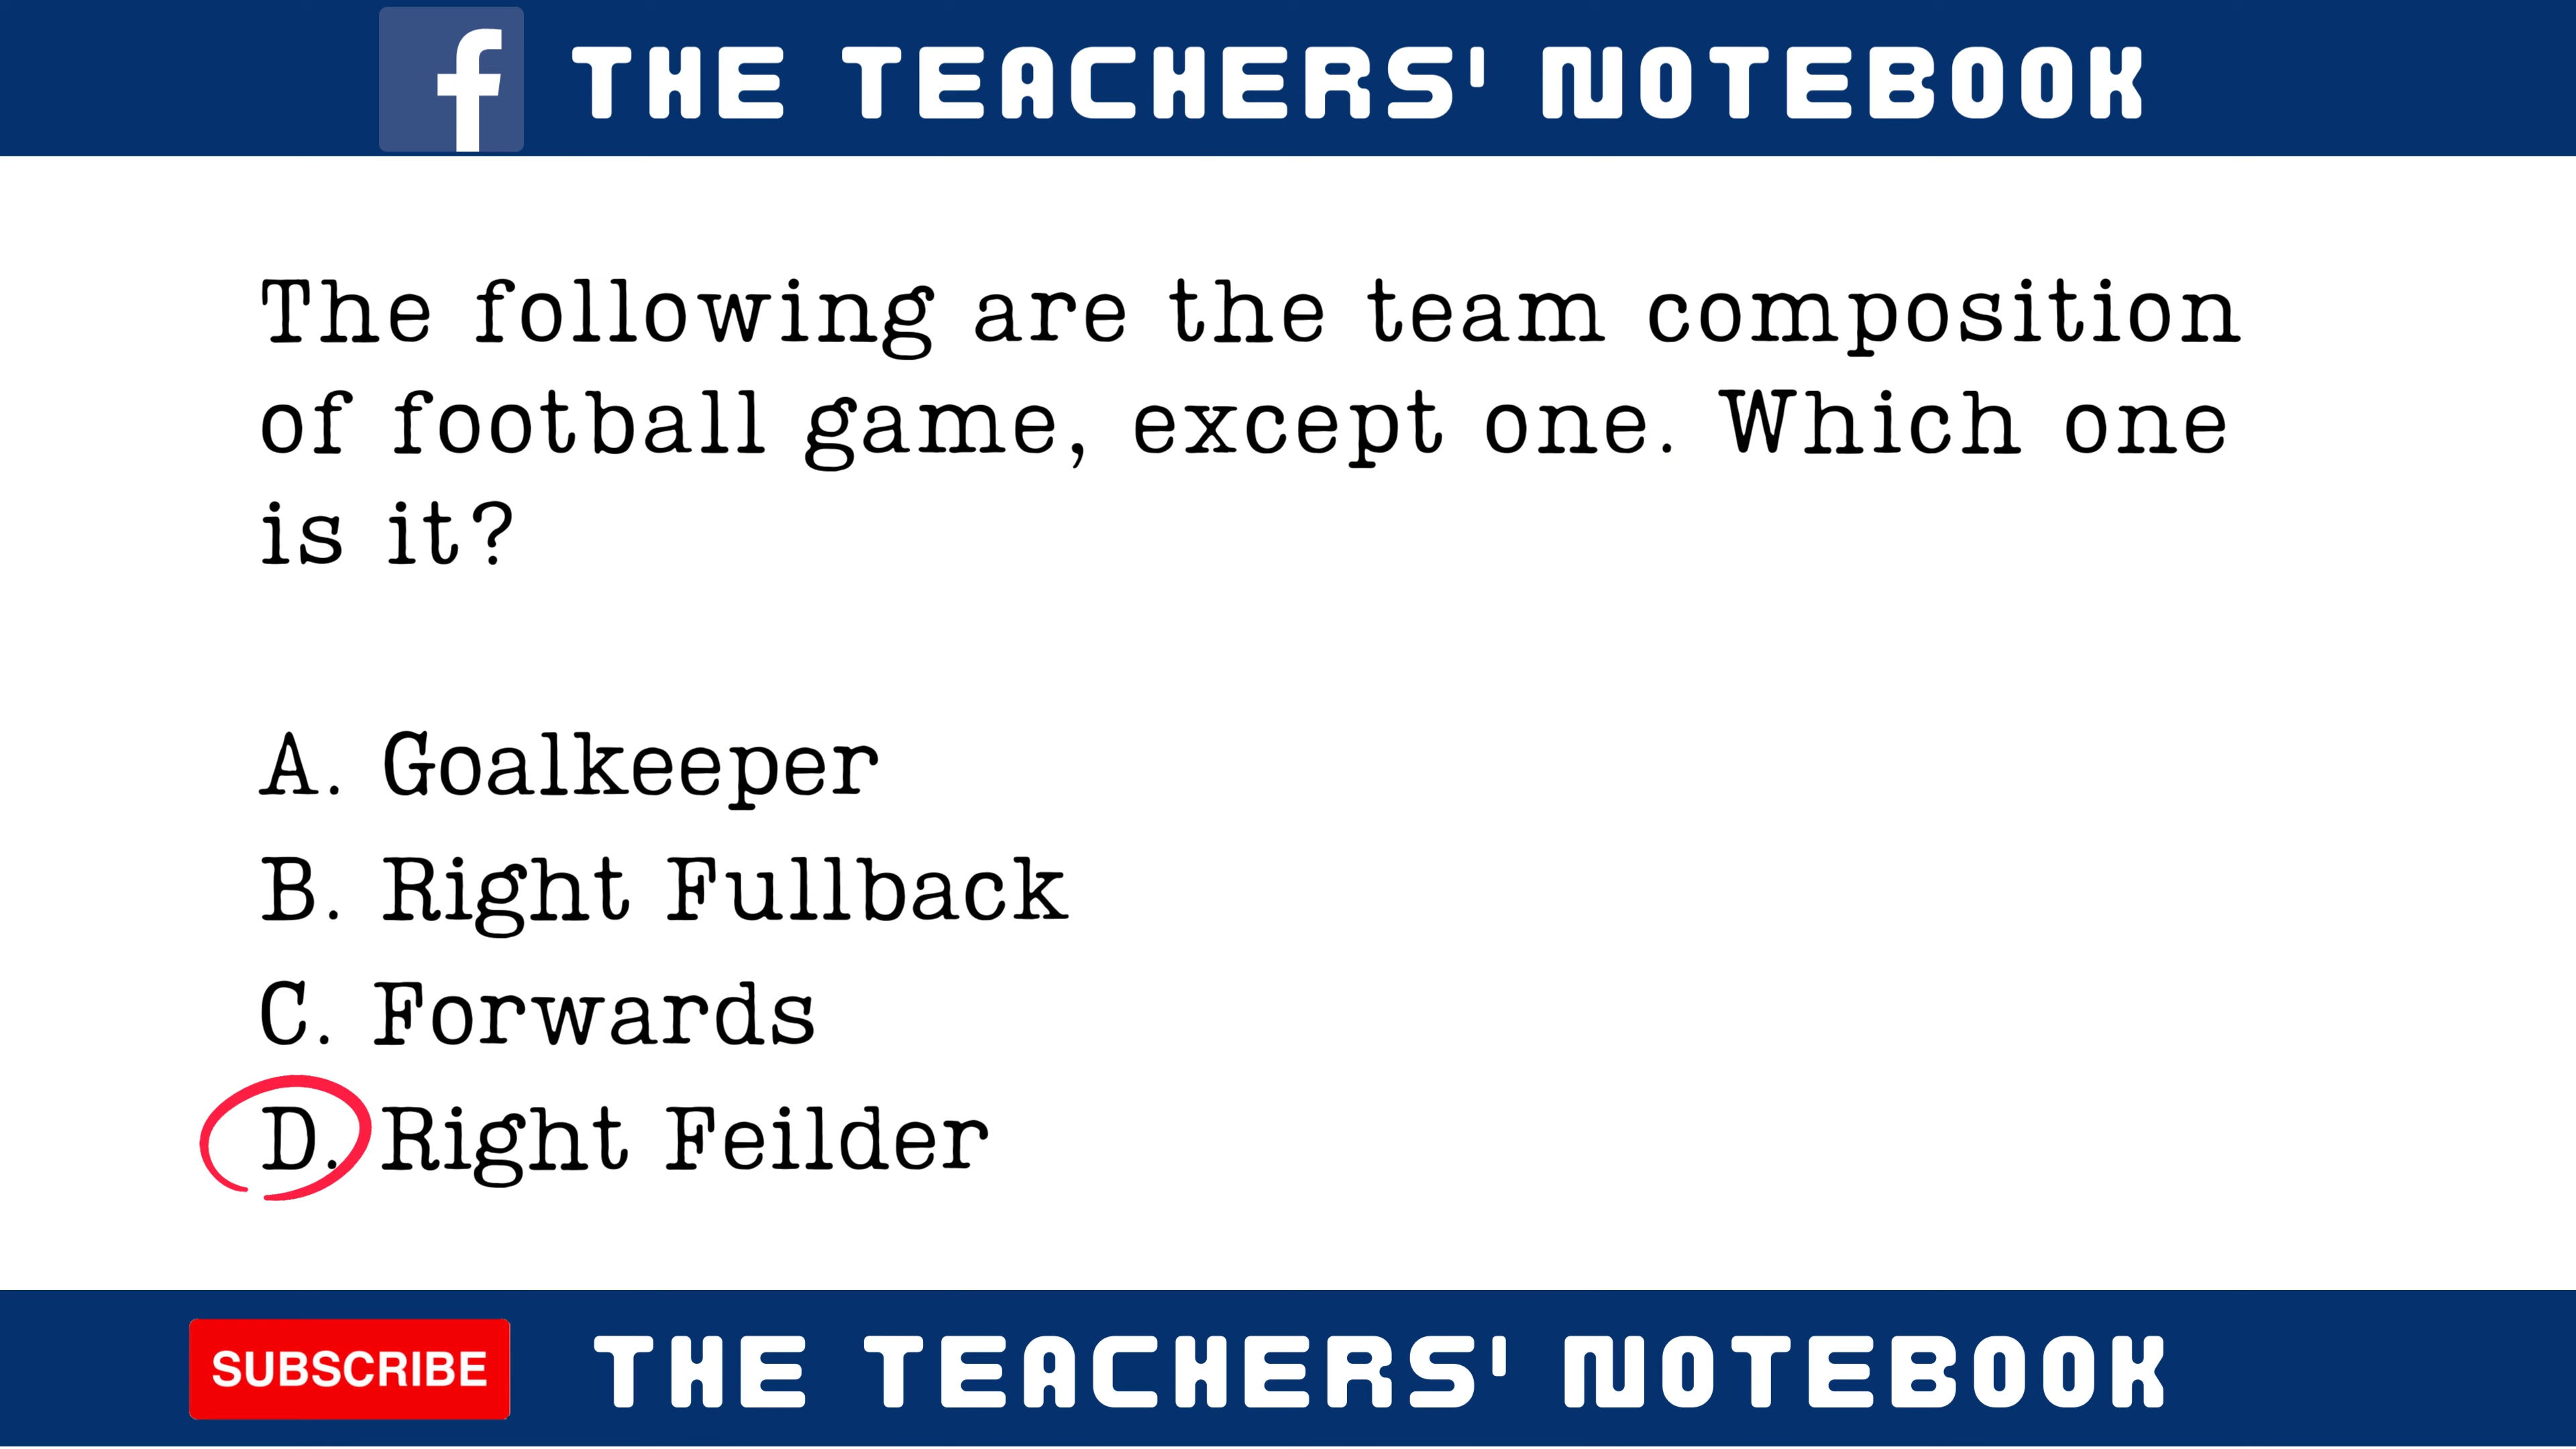 f THE TEACHERS' NOTEBOOK
The following are the team composition
of football game, except one. Which one
is it?
A. Goalkeeper
B. Right Fullback
C. Forwards
D. Right Feilder
SUBSCRIBE THE TEACHERS' NOTEBOOK